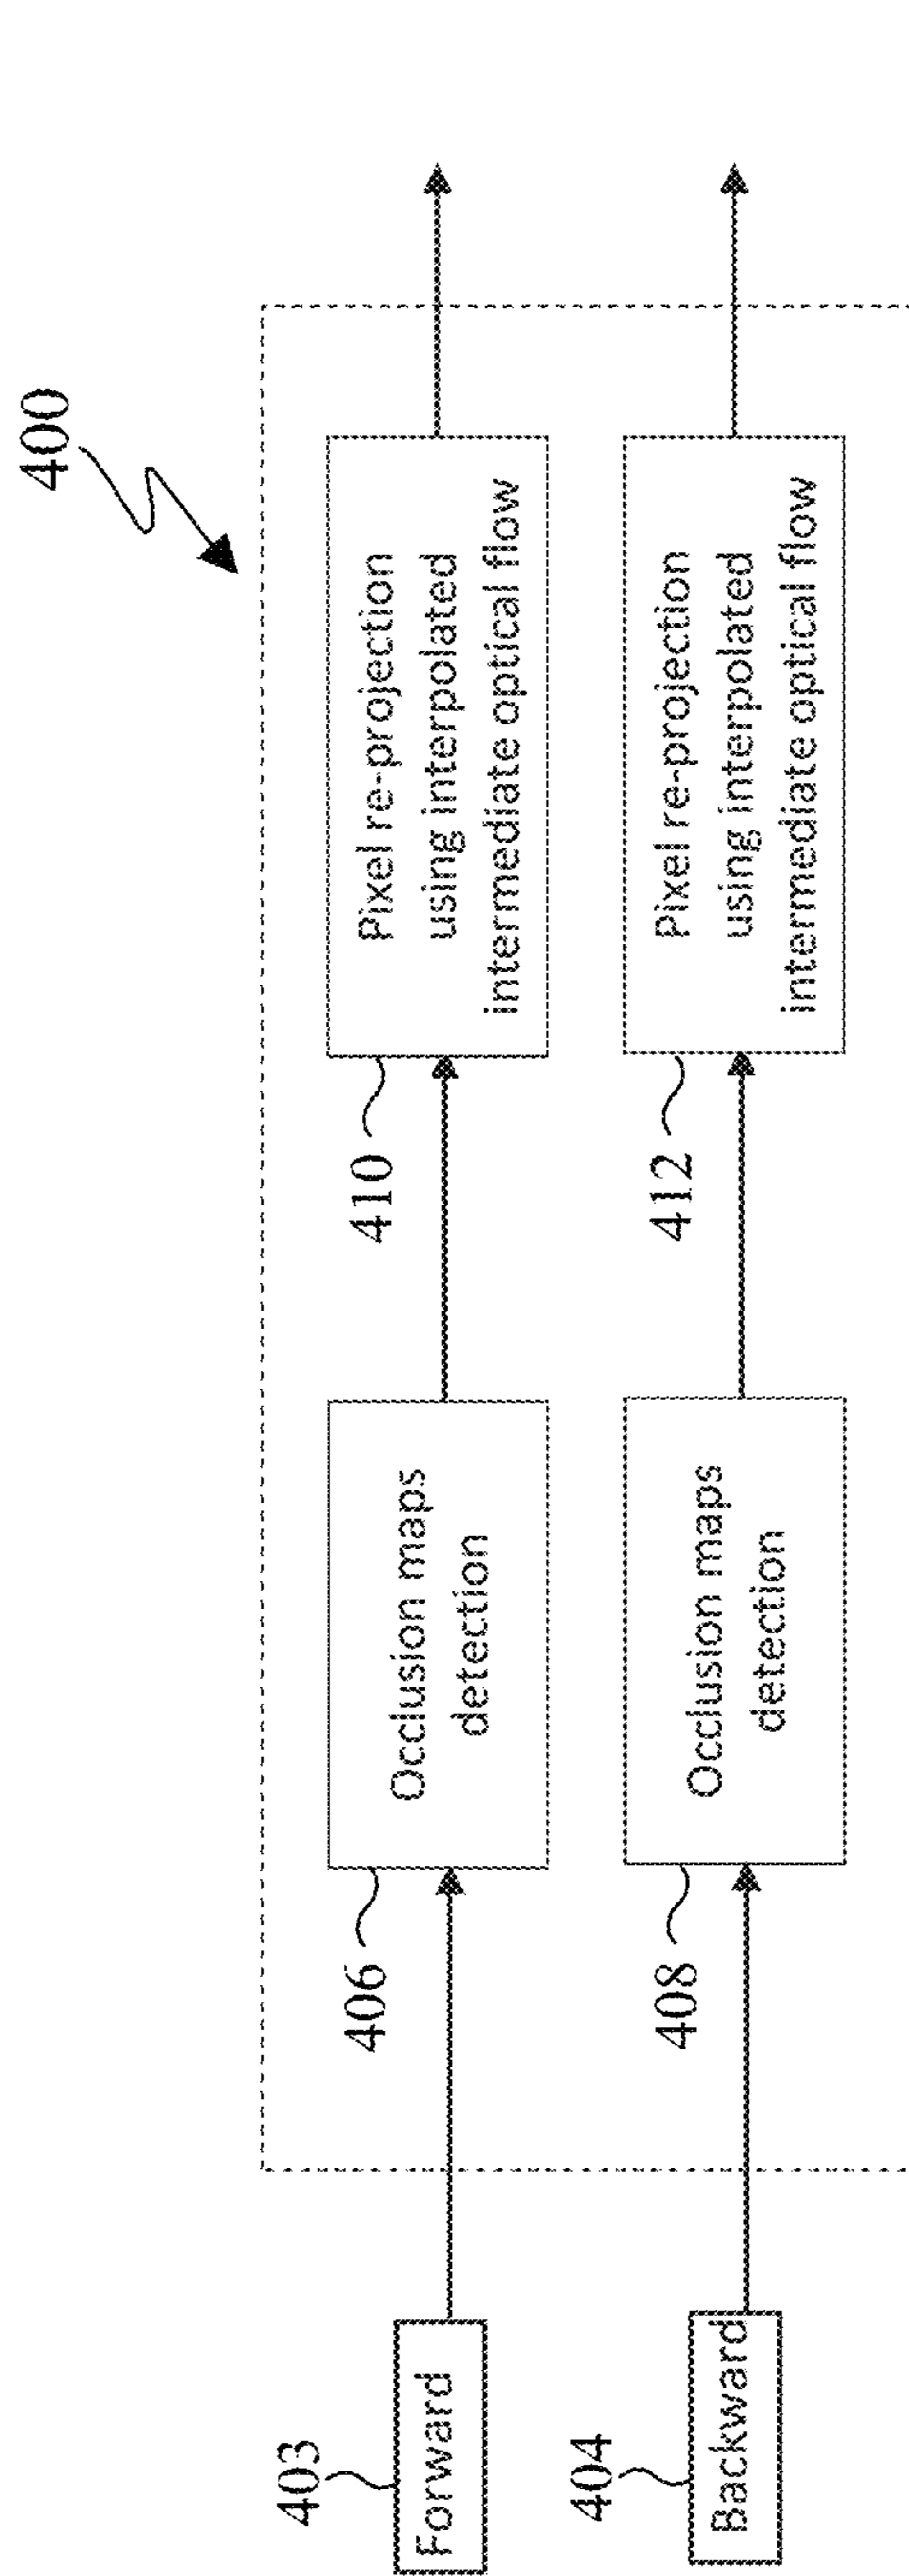 400
403
Forward
406
Occlusion maps
detection
410
Pixel re-projection
using interpolated
intermediate optical flow
404
Backward
408
Occlusion maps
detection
412
Pixel re-projection
using interpolated
intermediate optical flow